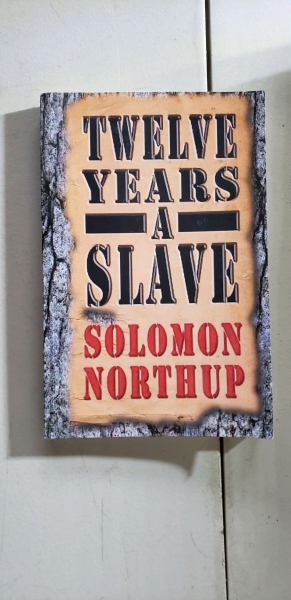 TWELVE
YEARS
A
SLAVE
SOLOMON
NORTHUP